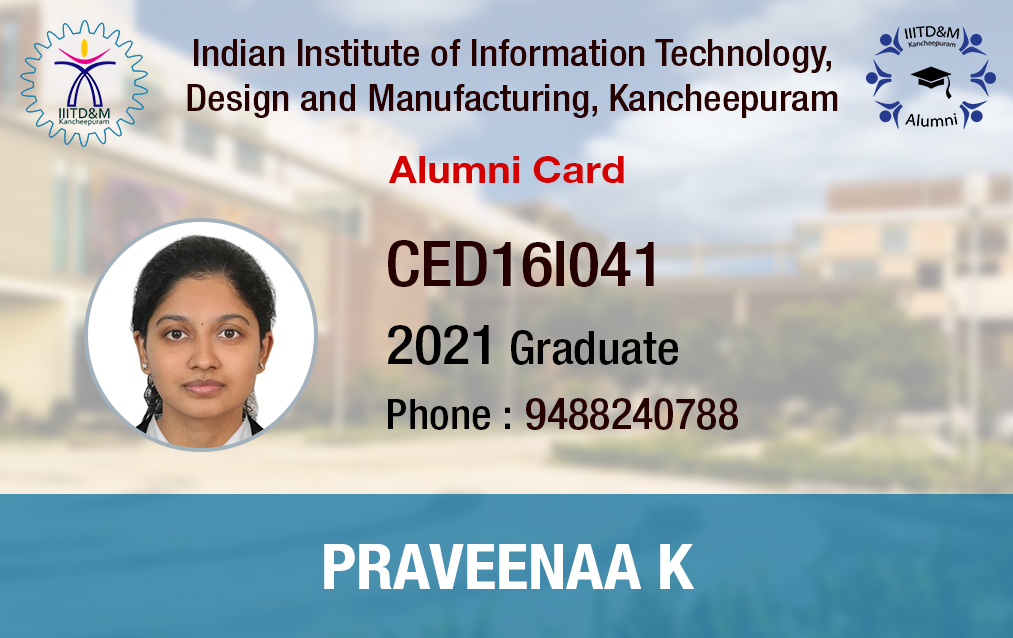 IIITD&M
Kancheepuram
Indian Institute of Information Technology,
Design and Manufacturing, Kancheepuram
IIITD&M
Kancheepuram
Alumni
Alumni Card
CED16I041
2021 Graduate
Phone : 9488240788
PRAVEENAA K